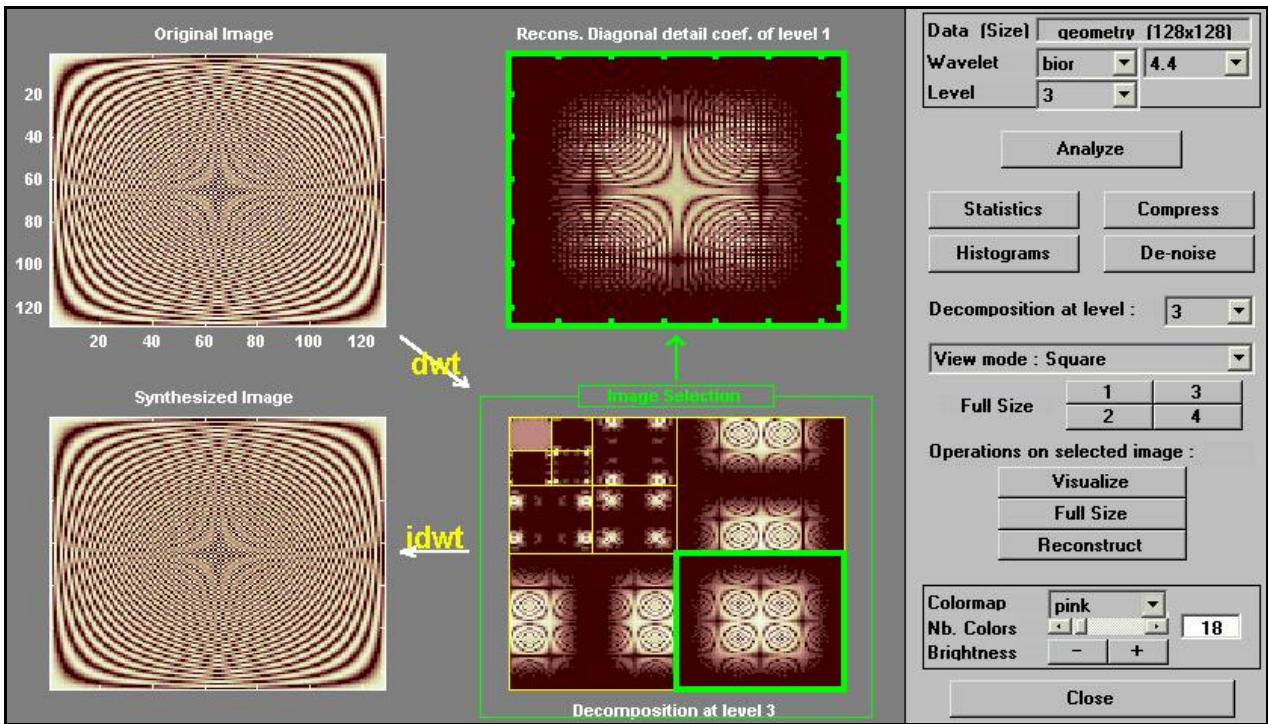 Original Image
20
40
60
80
100
120
20 40 60 80 100 120
Recons. Diagonal detail coef. of level 1
dwt
Synthesized Image
idwt
Image Selection
Decomposition at level 3
Data (Size) geometry (128x128)
Wavelet bior 4.4
Level 3
Analyze
Statistics Compress
Histograms De-noise
Decomposition at level : 3
View mode : Square
Full Size 1 3
2 4
Operations on selected image :
Visualize
Full Size
Reconstruct
Colormap pink
Nb. Colors 18
Brightness - +
Close